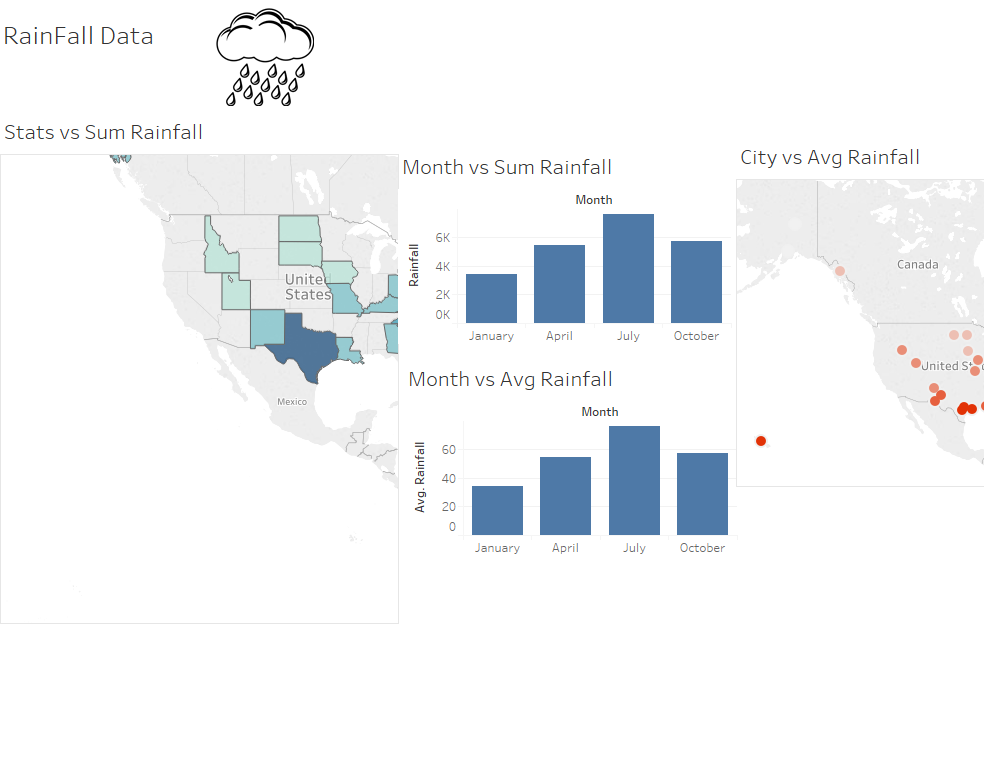 RainFall Data
Stats vs Sum Rainfall
United
States
Mexico
Month vs Sum Rainfall
Month
Rainfall
6K
4K
2K
0K
January April July October
Month vs Avg Rainfall
Month
Avg. Rainfall
60
40
20
0
January April July October
City vs Avg Rainfall
Canada
United